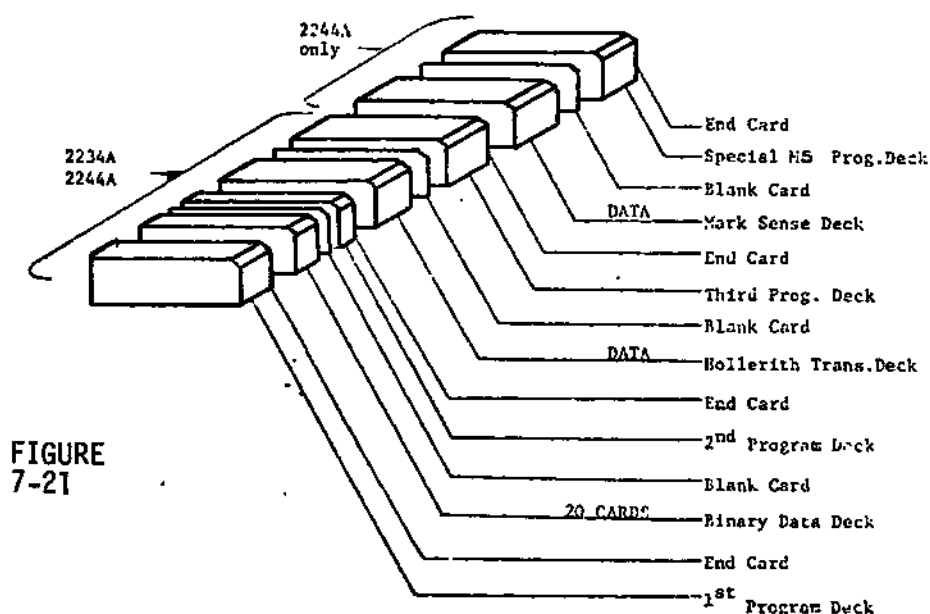 2244A
only
2234A
2244A
End Card
Special MS Prog.Deck
Blank Card
DATA
Mark Sense Deck
End Card
Third Prog. Deck
Blank Card
DATA
Hollerith Trans.Deck
End Card
2nd Program Deck
Blank Card
20 CARDS
Binary Data Deck
End Card
1st Program Deck
FIGURE
7-21